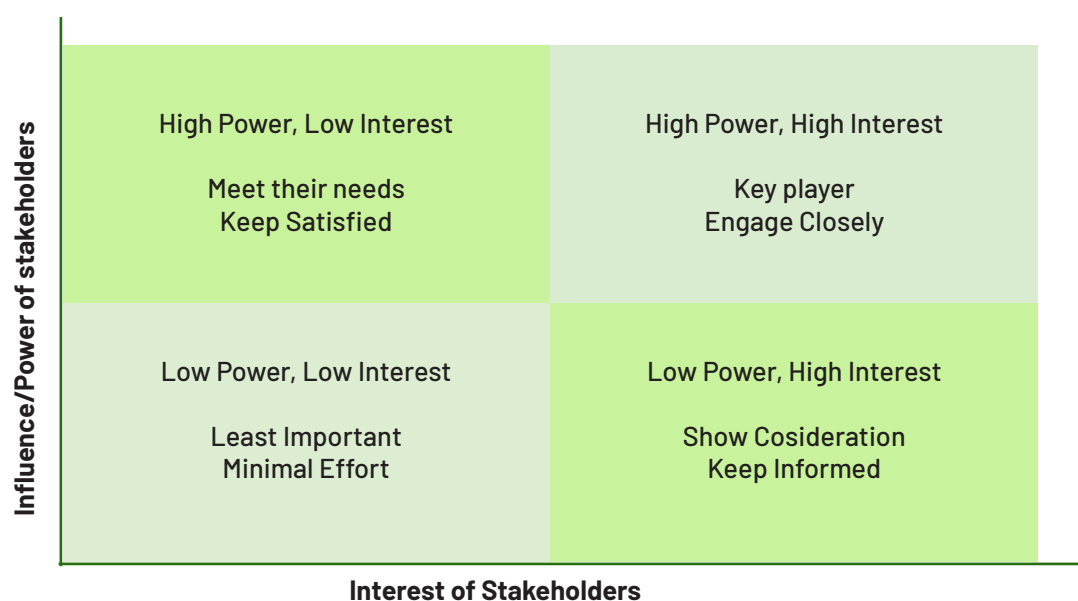 Influence/Power of stakeholders
High Power, Low Interest
Meet their needs
Keep Satisfied
High Power, High Interest
Key player
Engage Closely
Low Power, Low Interest
Least Important
Minimal Effort
Low Power, High Interest
Show Cosideration
Keep Informed
Interest of Stakeholders